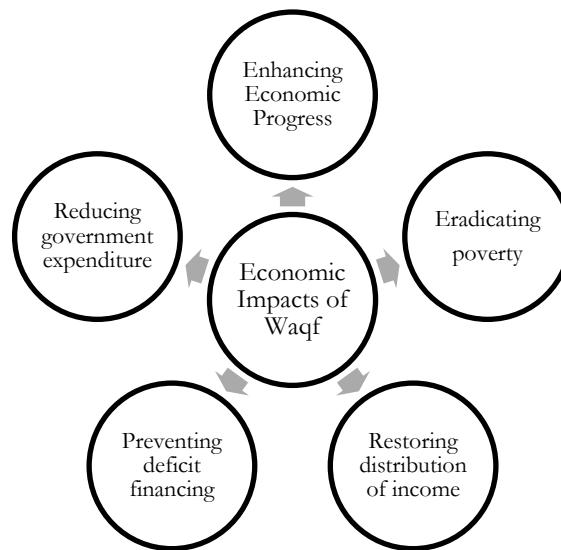 Enhancing
Economic
Progress
Reducing
government
expenditure
Eradicating
poverty
Economic
Impacts of
Waqf
Preventing
deficit
financing
Restoring
distribution
of income